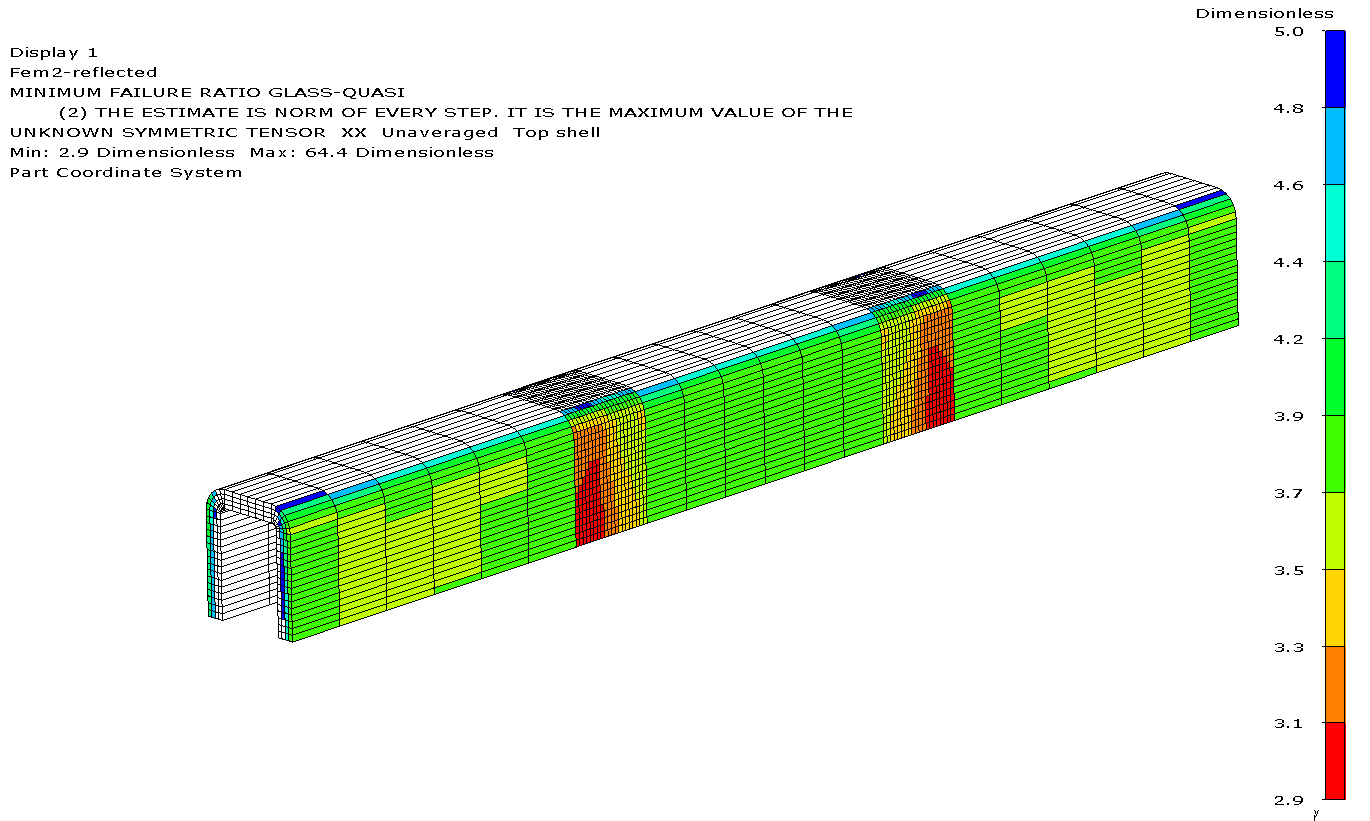 Dimensionless
5.0
Display 1
Fem2-reflected
MINIMUM FAILURE RATIO GLASS-QUASI
(2) THE ESTIMATE IS NORM OF EVERY STEP. IT IS THE MAXIMUM VALUE OF THE
UNKNOWN SYMMETRIC TENSOR  XX  Unaveraged  Top shell
Min: 2.9 Dimensionless  Max: 64.4 Dimensionless
Part Coordinate System
4.8
4.6
4.4
4.2
3.9
3.7
3.5
3.3
3.1
2.9